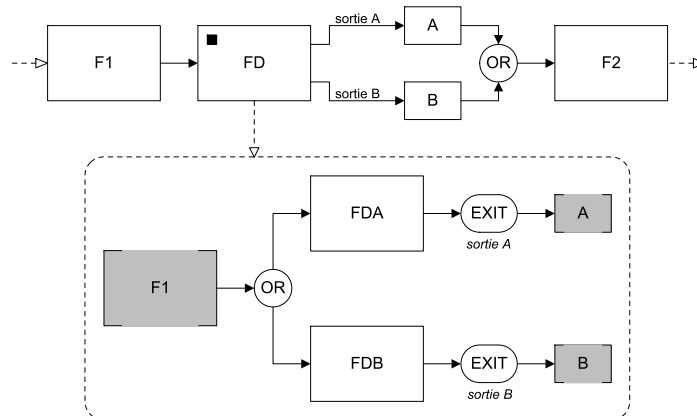 sortie A
A
F1
FD
OR
F2
sortie B
B
FDA
EXIT
A
sortie A
F1
OR
FDB
EXIT
B
sortie B